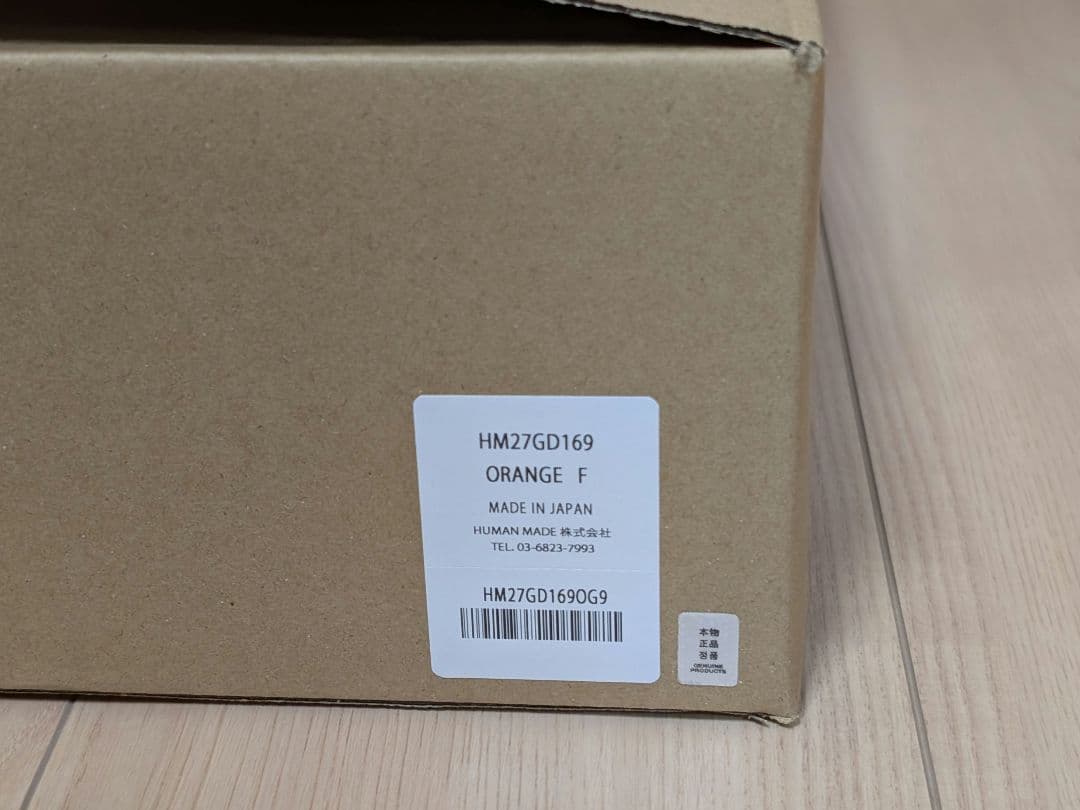 HM27GD169
ORANGE F
MADE IN JAPAN
HUMAN MADE 株式会社
TEL. 03-6823-7993
HM27GD169OG9
本物
正品
정품
GENUINE
PRODUCTS